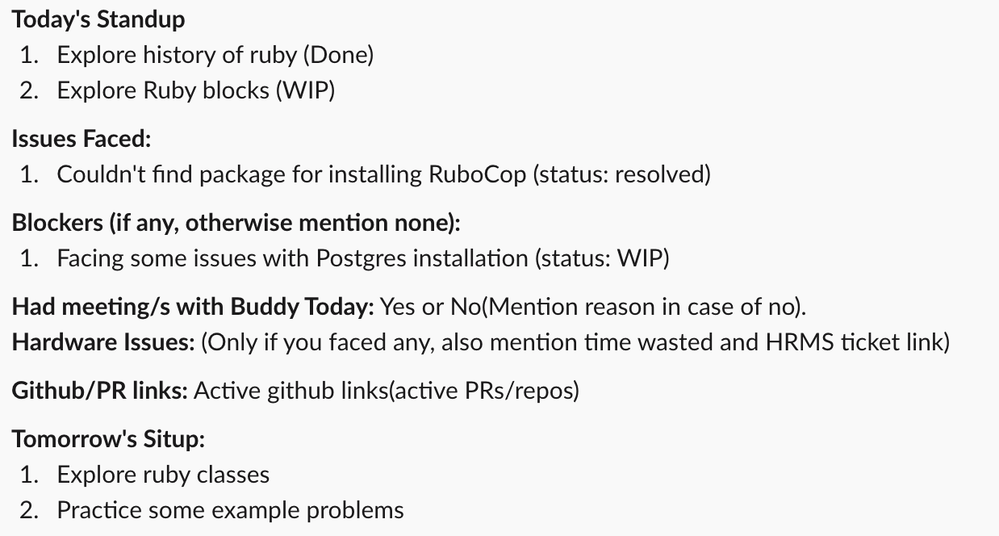 Today's Standup
1. Explore history of ruby (Done)
2. Explore Ruby blocks (WIP)
Issues Faced:
1. Couldn't find package for installing RuboCop (status: resolved)
Blockers (if any, otherwise mention none):
1. Facing some issues with Postgres installation (status: WIP)
Had meeting/s with Buddy Today: Yes or No(Mention reason in case of no).
Hardware Issues: (Only if you faced any, also mention time wasted and HRMS ticket link)
Github/PR links: Active github links(active PRs/repos)
Tomorrow's Situp:
1. Explore ruby classes
2. Practice some example problems